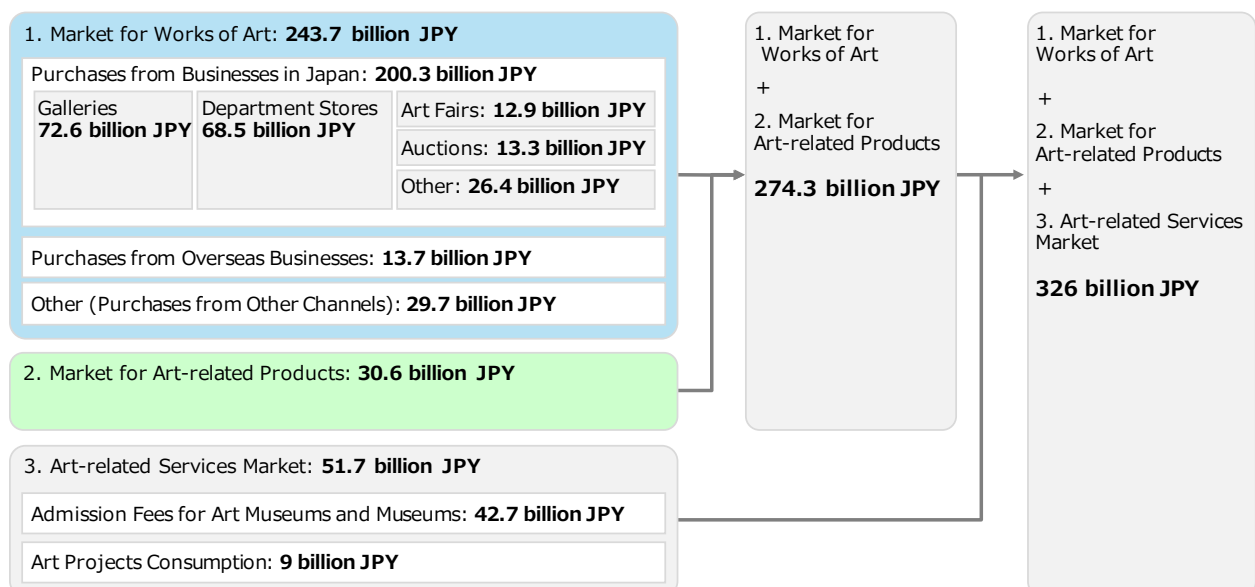 1. Market for Works of Art: 243.7 billion JPY
Purchases from Businesses in Japan: 200.3 billion JPY
Galleries
72.6 billion JPY
Department Stores
68.5 billion JPY
Art Fairs: 12.9 billion JPY
Auctions: 13.3 billion JPY
Other: 26.4 billion JPY
Purchases from Overseas Businesses: 13.7 billion JPY
Other (Purchases from Other Channels): 29.7 billion JPY
2. Market for Art-related Products: 30.6 billion JPY
3. Art-related Services Market: 51.7 billion JPY
Admission Fees for Art Museums and Museums: 42.7 billion JPY
Art Projects Consumption: 9 billion JPY
1. Market for
Works of Art
+
2. Market for
Art-related Products
274.3 billion JPY
1. Market for
Works of Art
+
2. Market for
Art-related Products
+
3. Art-related Services
Market
326 billion JPY